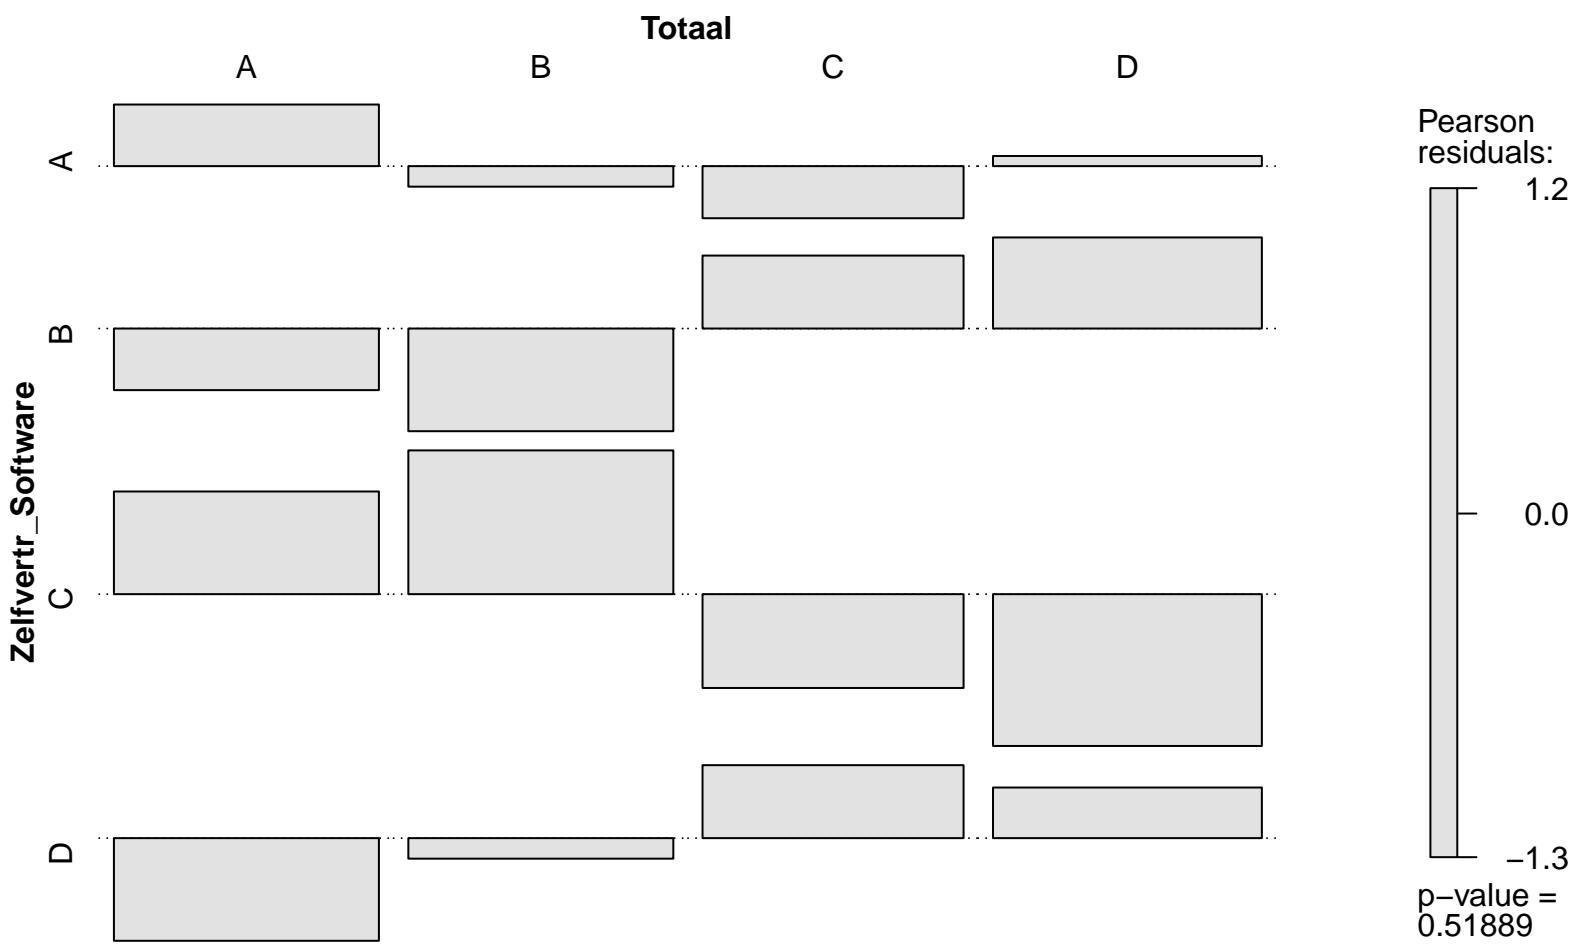 Totaal
A B C D
Zelfvertr_Software
A
B
C
D
Pearson
residuals:
1.2
0.0
−1.3
p−value =
0.51889